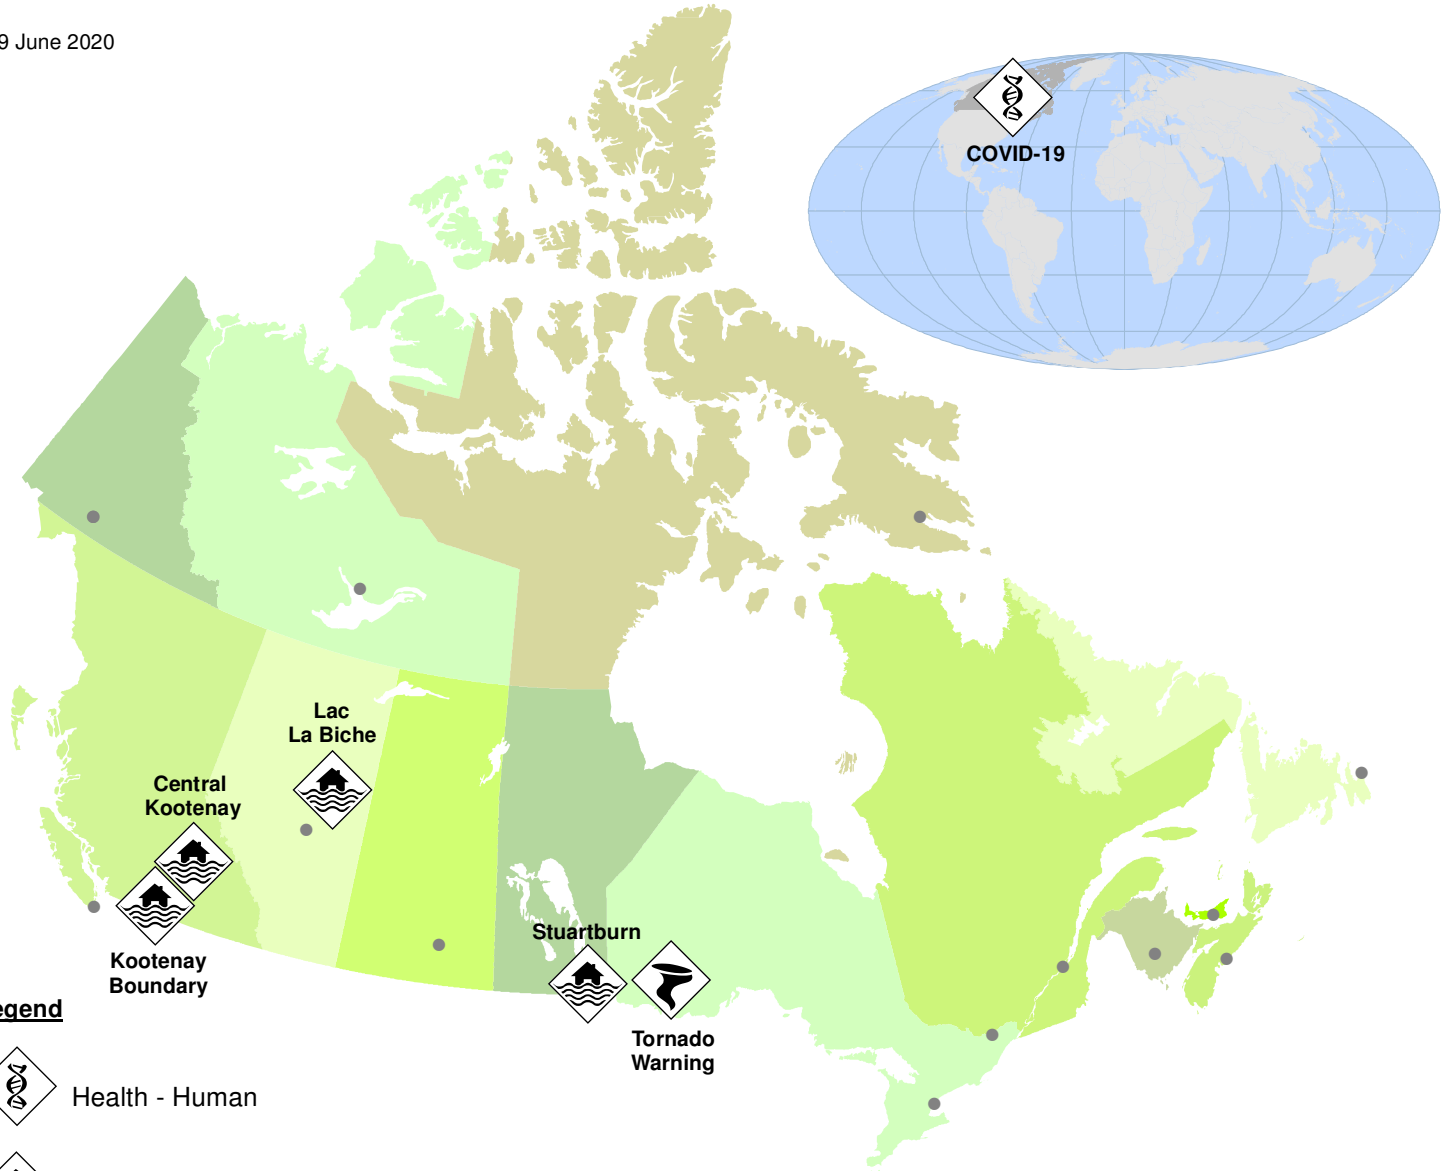 9 June 2020
COVID-19
Lac
La Biche
Central
Kootenay
Stuartburn
Kootenay
Boundary
Tornado
Warning
egend
Health - Human